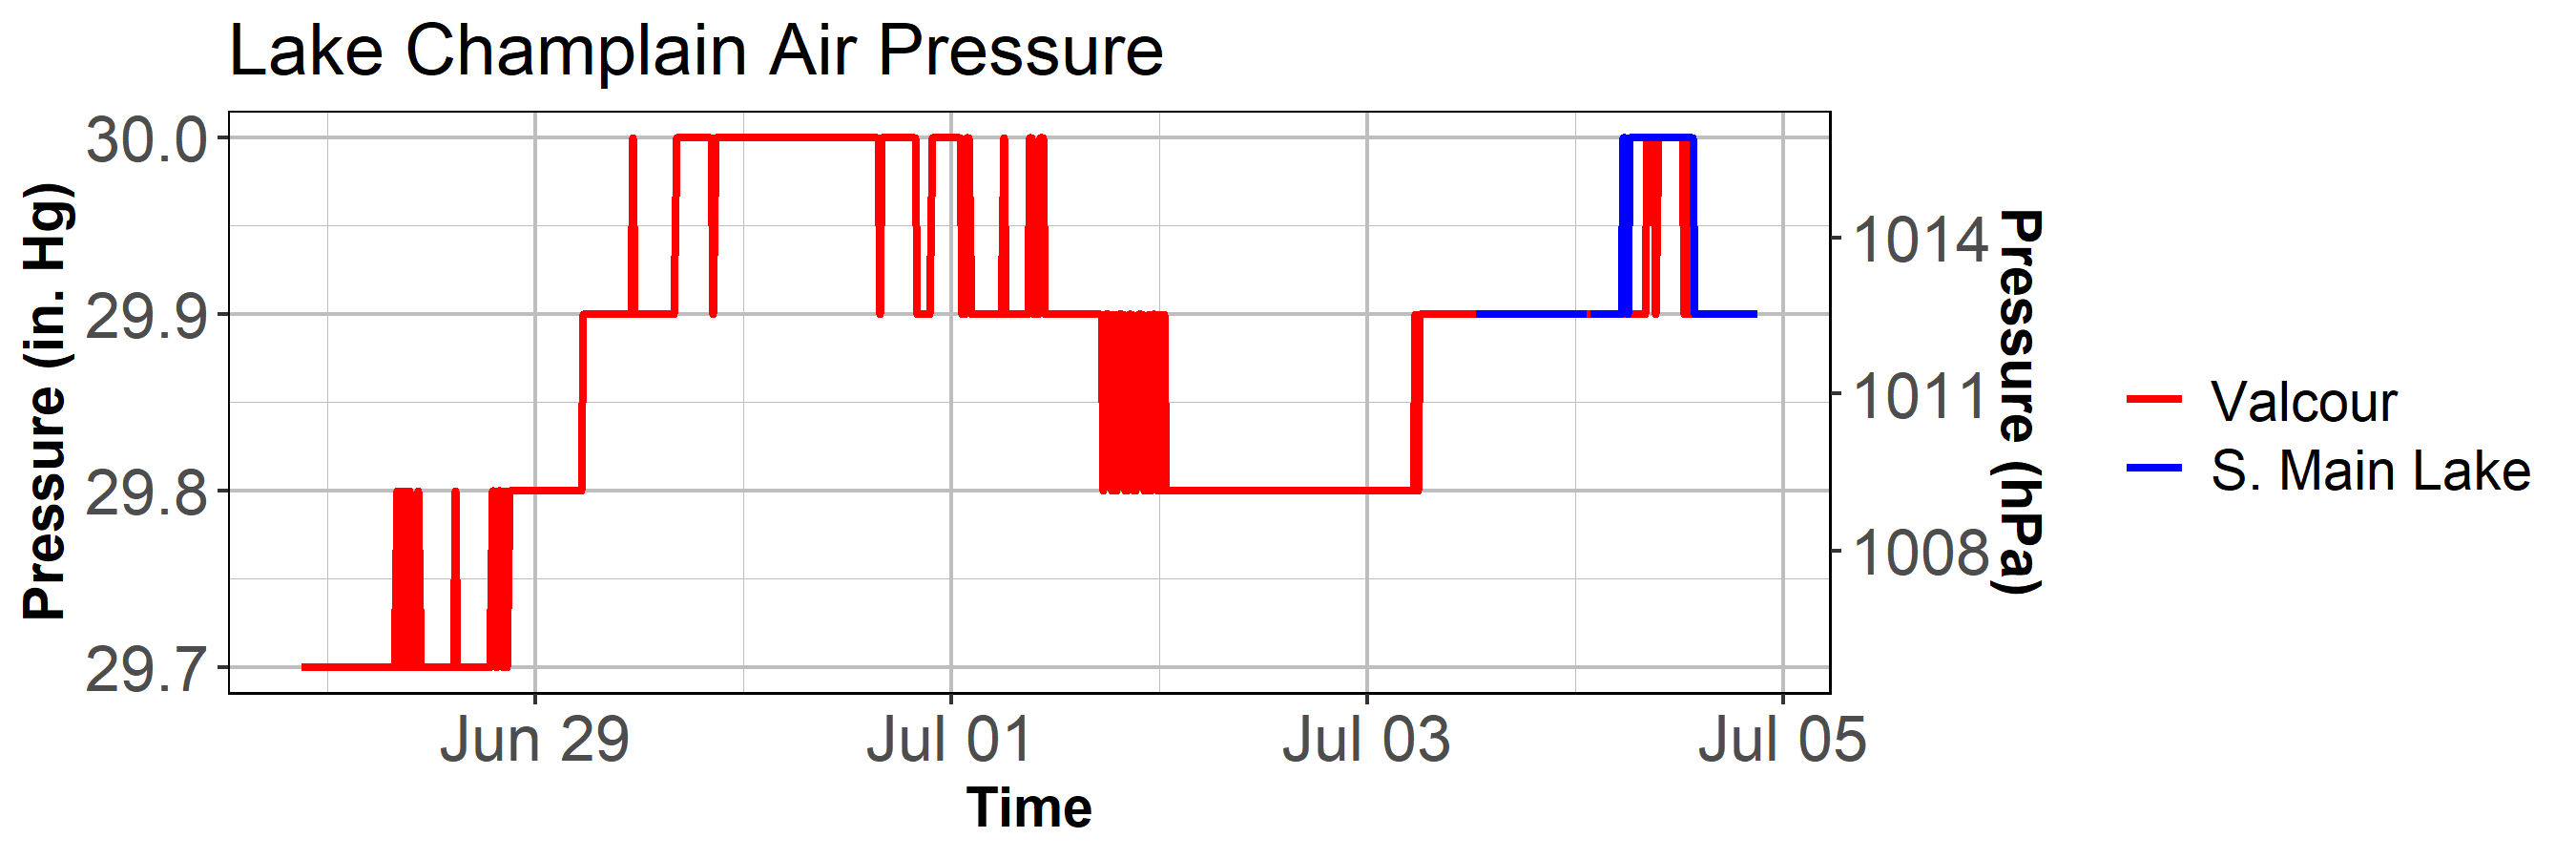 Lake Champlain Air Pressure
30.0
29.9
29.8
29.7
Pressure (in. Hg)
1014
1011
1008
Pressure (hPa)
Jun 29
Jul 01
Jul 03
Jul 05
Time
Valcour
S. Main Lake